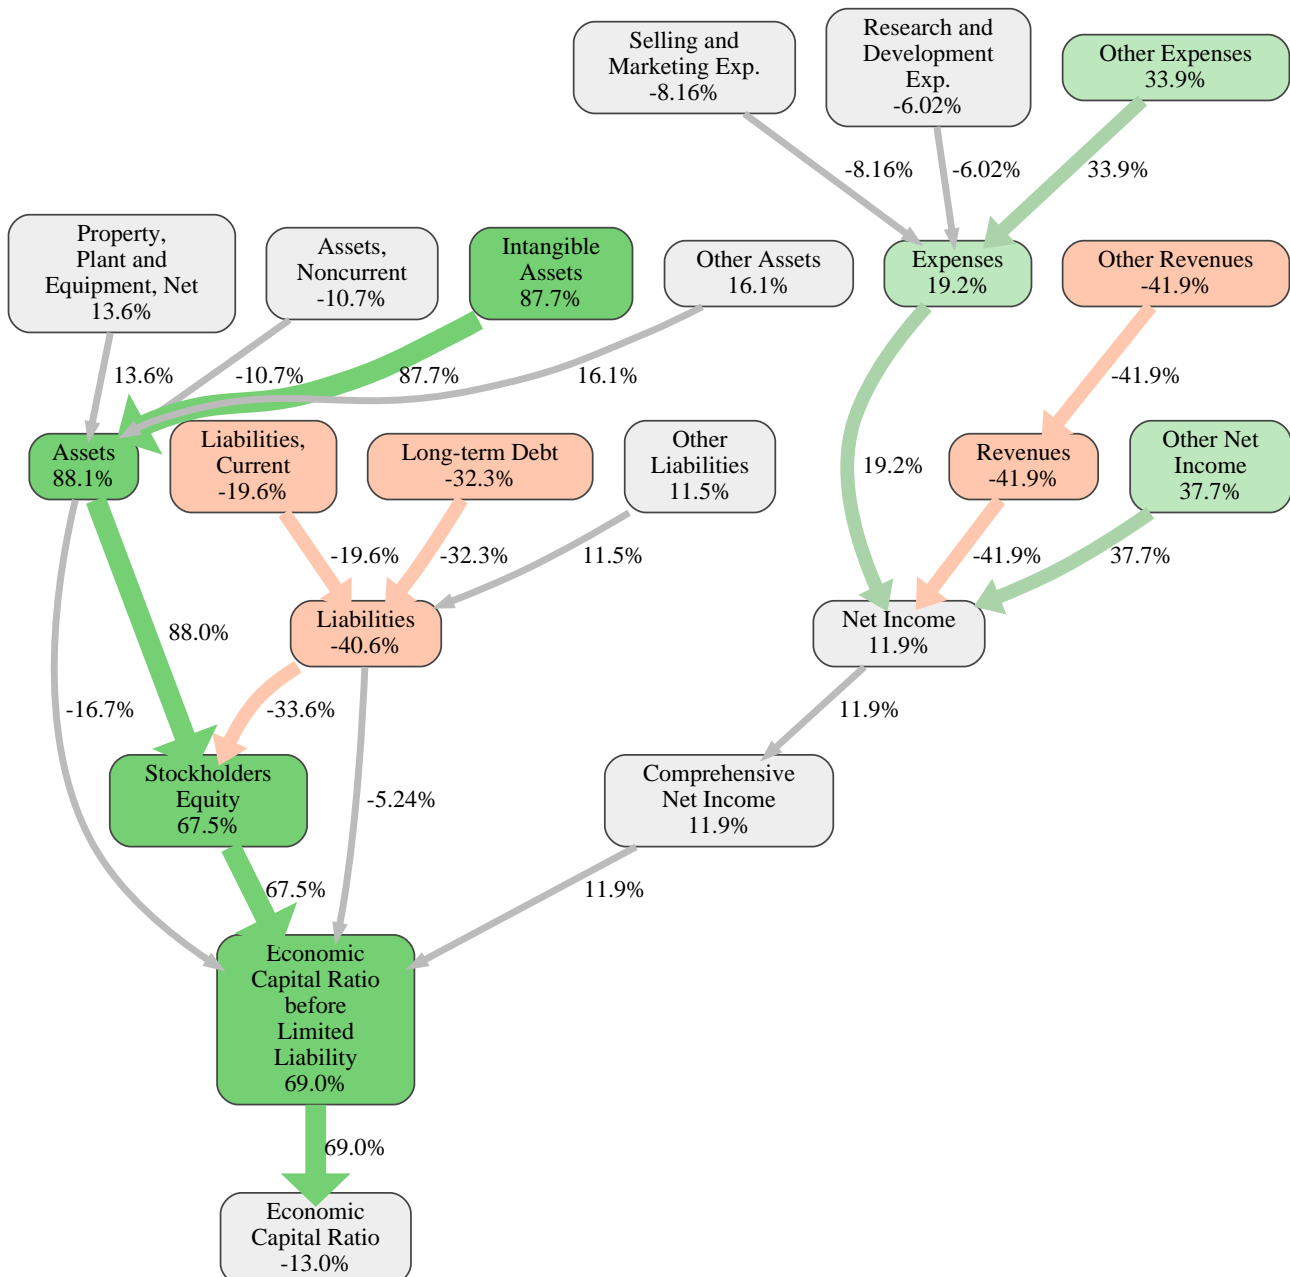 Selling and
Marketing Exp.
-8.16%
Research and
Development
Exp.
-6.02%
Other Expenses
33.9%
-8.16%
-6.02%
33.9%
Property,
Plant and
Equipment, Net
13.6%
Assets,
Noncurrent
-10.7%
Intangible
Assets
87.7%
Other Assets
16.1%
Expenses
19.2%
Other Revenues
-41.9%
13.6%
-10.7%
87.7%
16.1%
-41.9%
Assets
88.1%
Liabilities,
Current
-19.6%
Long-term Debt
-32.3%
Other
Liabilities
11.5%
19.2%
Revenues
-41.9%
Other Net
Income
37.7%
-19.6%
-32.3%
11.5%
-41.9%
37.7%
88.0%
Liabilities
-40.6%
Net Income
11.9%
-16.7%
-33.6%
11.9%
Stockholders
Equity
67.5%
-5.24%
Comprehensive
Net Income
11.9%
67.5%
11.9%
Economic
Capital Ratio
before
Limited
Liability
69.0%
69.0%
Economic
Capital Ratio
-13.0%